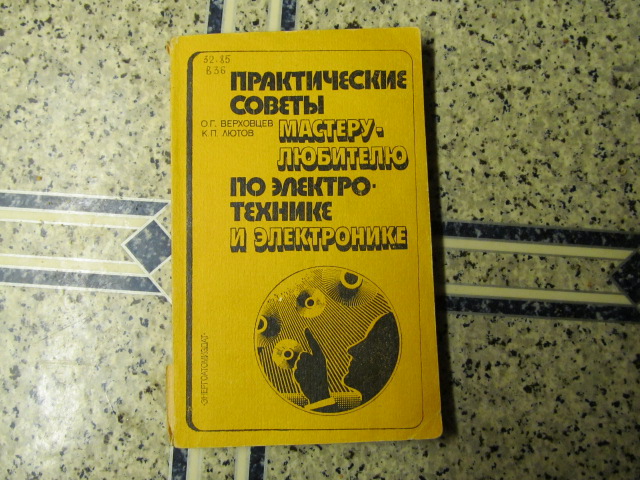 32.85
В36
ПРАКТИЧЕСКИЕ
СОВЕТЫ
О.Г. ВЕРХОВЦЕВ
К.П. ЛЮТОВ
МАСТЕРУ-
ЛЮБИТЕЛЮ
ПО ЭЛЕКТРО-
ТЕХНИКЕ
И ЭЛЕКТРОНИКЕ
ЭНЕРГОАТОМИЗДАТ